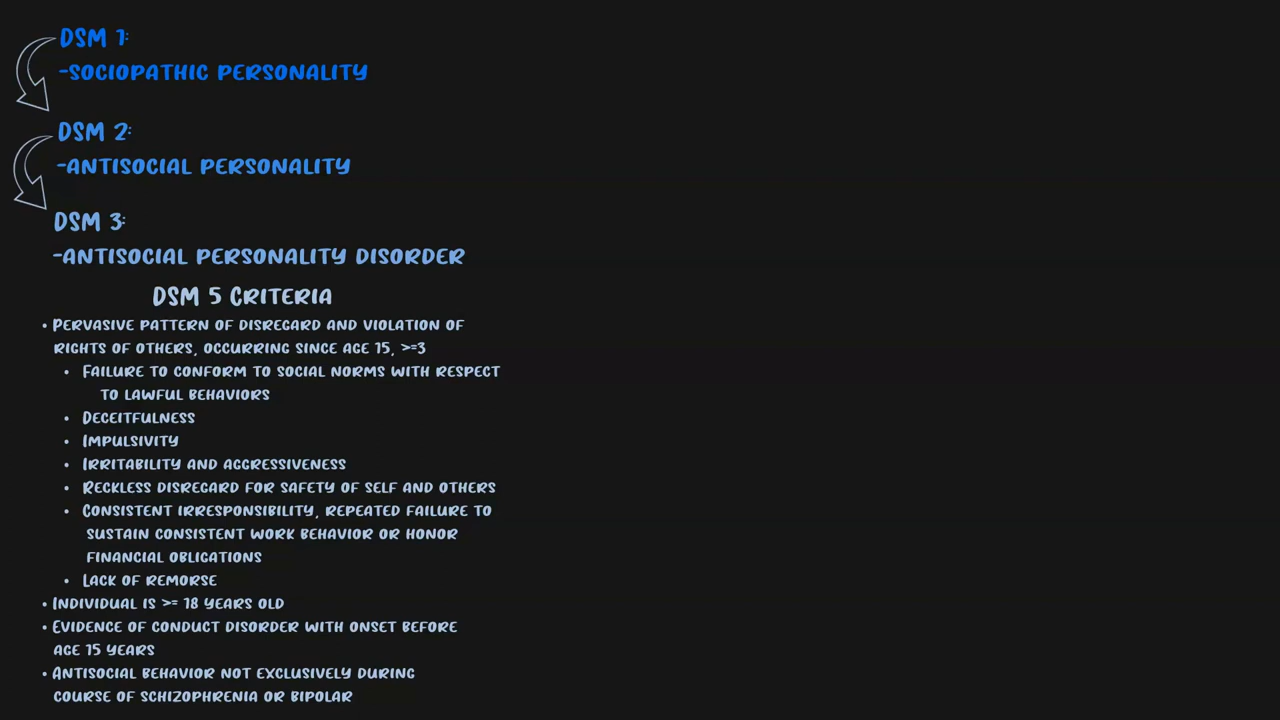 DSM 1:
-SOCIOPATHIC PERSONALITY
DSM 2:
-ANTISOCIAL PERSONALITY
DSM 3:
-ANTISOCIAL PERSONALITY DISORDER
DSM 5 CRITERIA
• PERVASIVE PATTERN OF DISREGARD AND VIOLATION OF
RIGHTS OF OTHERS, OCCURRING SINCE AGE 15, >=3
• FAILURE TO CONFORM TO SOCIAL NORMS WITH RESPECT
TO LAWFUL BEHAVIORS
• DECEITFULNESS
• IMPULSIVITY
• IRRITABILITY AND AGGRESSIVENESS
• RECKLESS DISREGARD FOR SAFETY OF SELF AND OTHERS
• CONSISTENT IRRESPONSIBILITY, REPEATED FAILURE TO
SUSTAIN CONSISTENT WORK BEHAVIOR OR HONOR
FINANCIAL OBLIGATIONS
• LACK OF REMORSE
• INDIVIDUAL IS >= 18 YEARS OLD
• EVIDENCE OF CONDUCT DISORDER WITH ONSET BEFORE
AGE 15 YEARS
• ANTISOCIAL BEHAVIOR NOT EXCLUSIVELY DURING
COURSE OF SCHIZOPHRENIA OR BIPOLAR